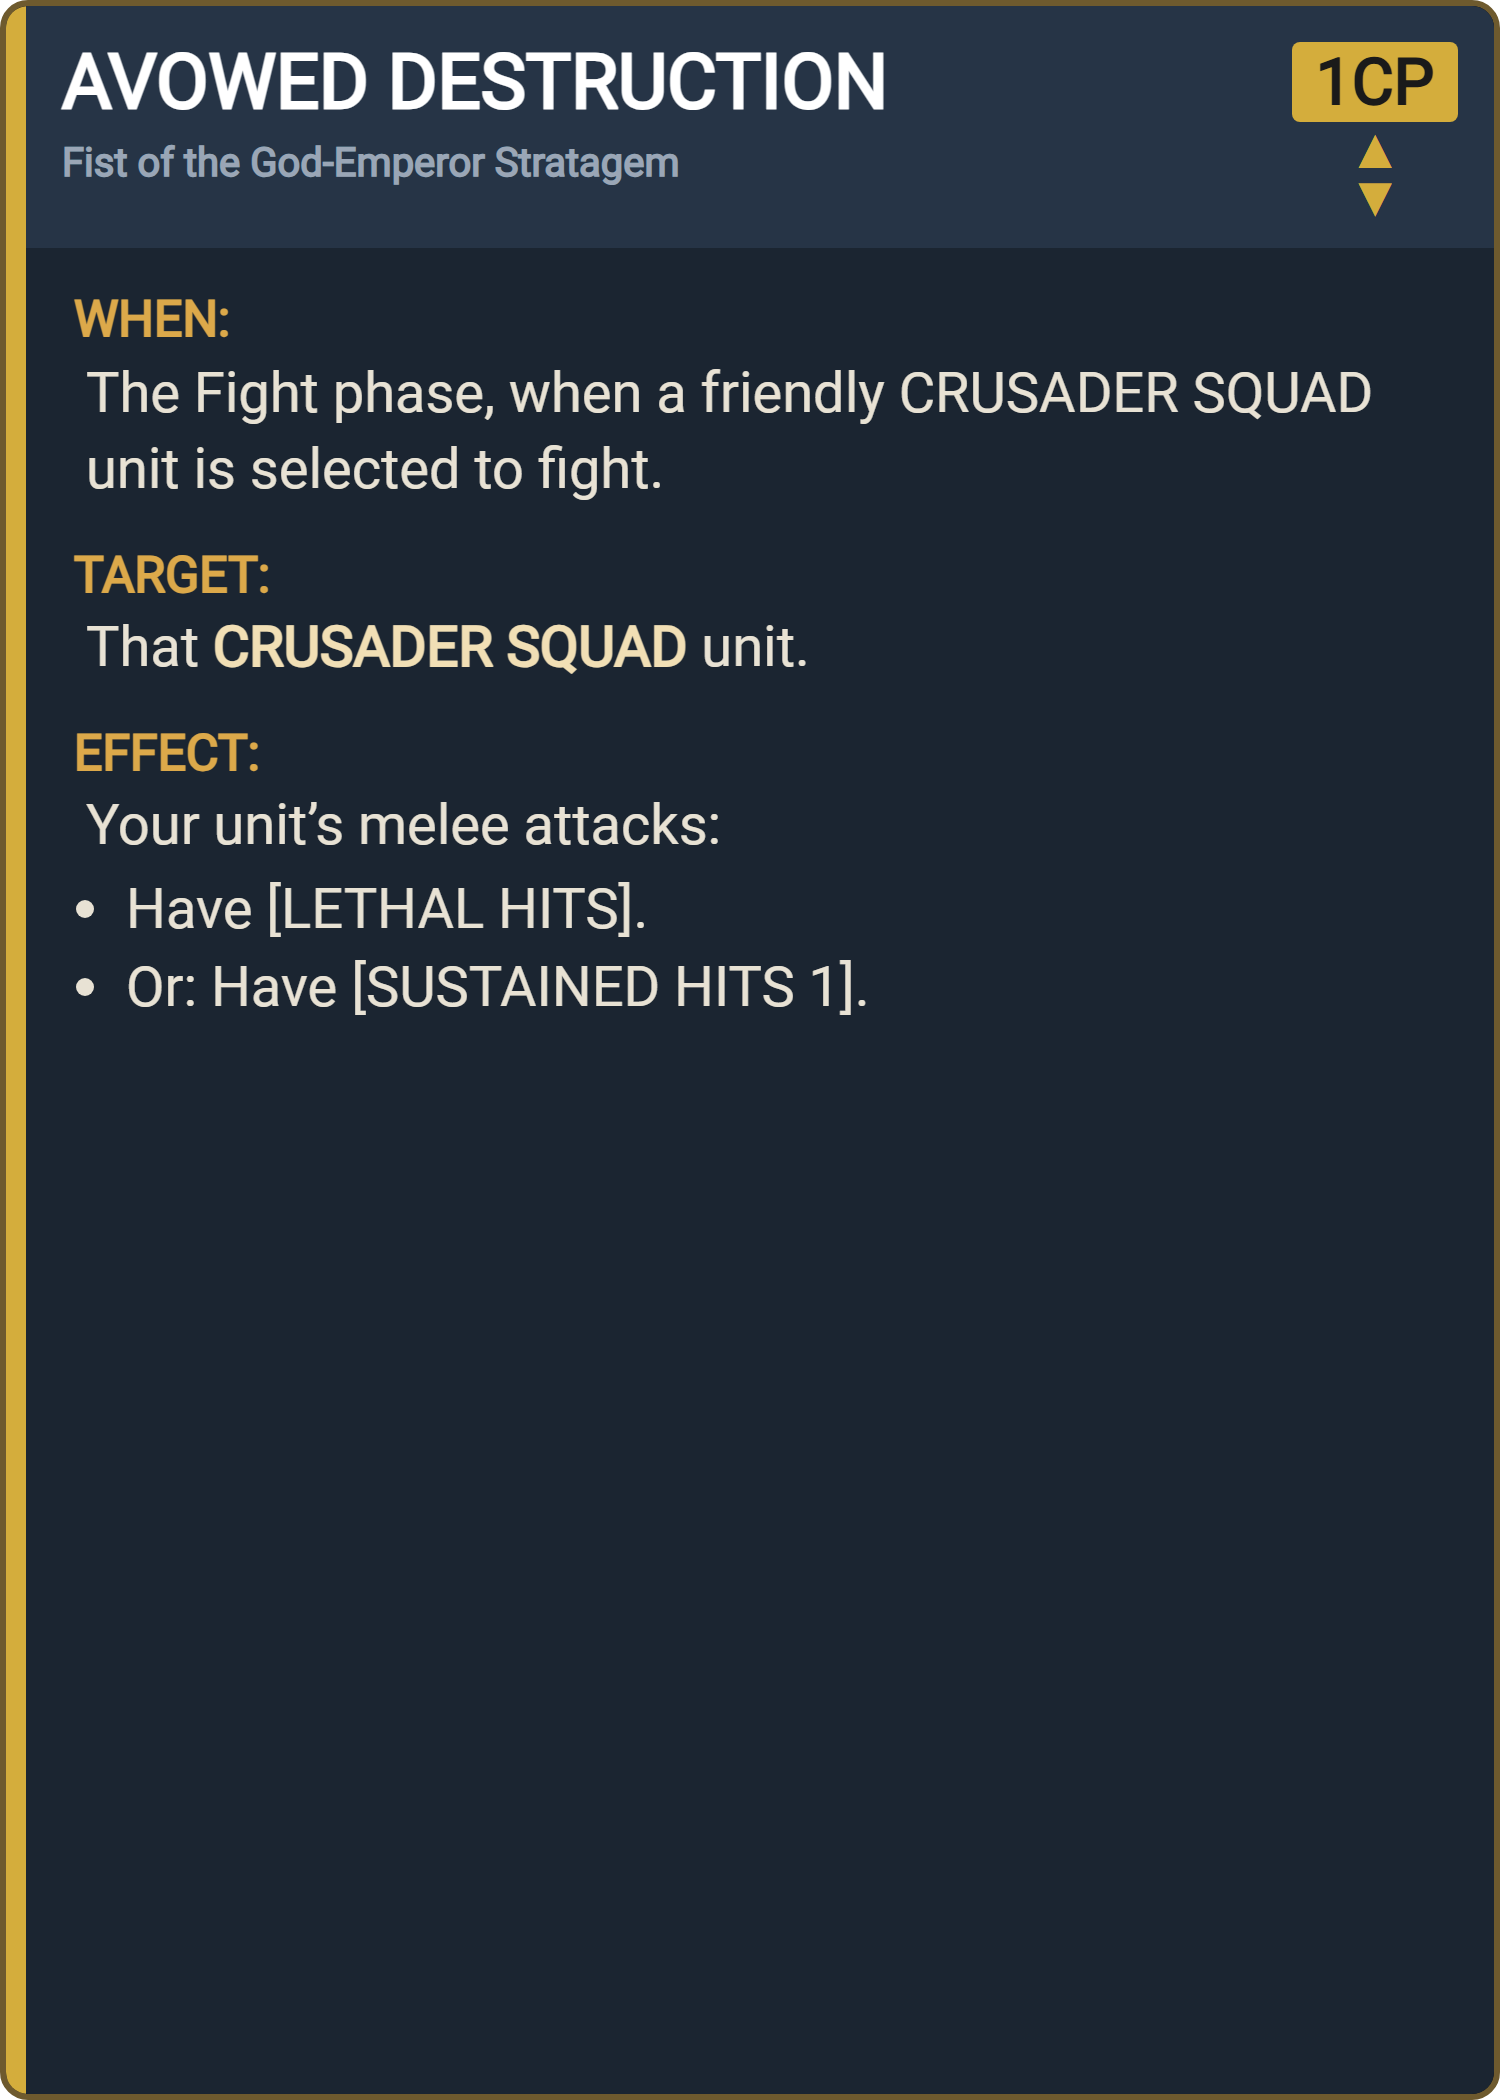 AVOWED DESTRUCTION
1CP
Fist of the God-Emperor Stratagem
▲
▼
WHEN:
The Fight phase, when a friendly CRUSADER SQUAD
unit is selected to fight.
TARGET:
That CRUSADER SQUAD unit.
EFFECT:
Your unit’s melee attacks:
• Have [LETHAL HITS].
• Or: Have [SUSTAINED HITS 1].